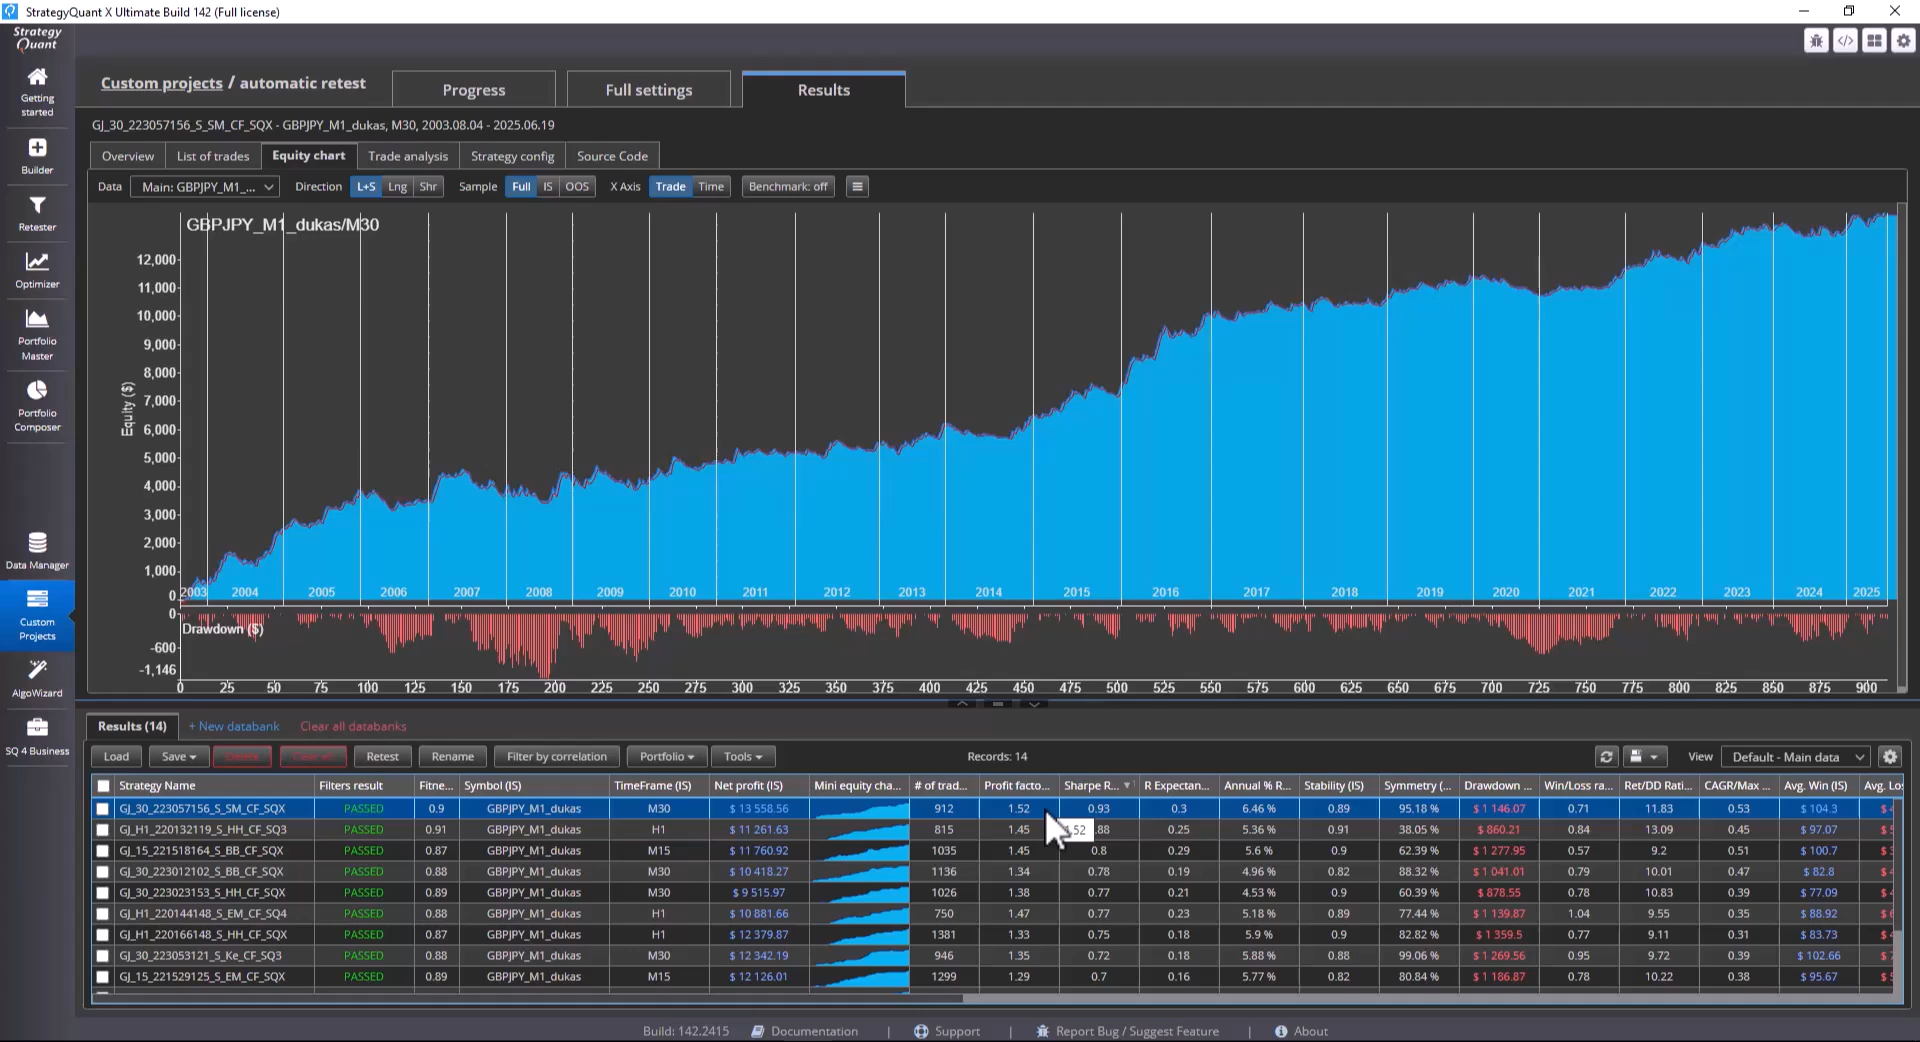 StrategyQuant X Ultimate Build 142 (Full license)
Strategy
Quant
Getting
started
Builder
Retester
Optimizer
Portfolio
Master
Portfolio
Composer
Data Manager
Custom
Projects
AlgoWizard
SQ 4 Business
Custom projects / automatic retest
Progress
Full settings
Results
GJ_30_223057156_S_SM_CF_SQX - GBPJPY_M1_dukas, M30, 2003.08.04 - 2025.06.19
Overview
List of trades
Equity chart
Trade analysis
Strategy config
Source Code
Data Main: GBPJPY_M1_... Direction L+S Lng Shr Sample Full IS OOS X Axis Trade Time Benchmark: off
GBPJPY_M1_dukas/M30
Equity ($)
12,000
11,000
10,000
9,000
8,000
7,000
6,000
5,000
4,000
3,000
2,000
1,000
0
2003 2004 2005 2006 2007 2008 2009 2010 2011 2012 2013 2014 2015 2016 2017 2018 2019 2020 2021 2022 2023 2024 2025
0
Drawdown ($)
-600
-1,146
0 25 50 75 100 125 150 175 200 225 250 275 300 325 350 375 400 425 450 475 500 525 550 575 600 625 650 675 700 725 750 775 800 825 850 875 900
Results (14) + New databank Clear all databanks
Load Save Retest Rename Filter by correlation Portfolio Tools Records: 14 View Default - Main data
Strategy Name Filters result Fitne... Symbol (IS) TimeFrame (IS) Net profit (IS) Mini equity cha... # of trad... Profit facto... Sharpe R... R Expectan... Annual % R... Stability (IS) Symmetry (... Drawdown ... Win/Loss ra... Ret/DD Rati... CAGR/Max ... Avg. Win (IS) Avg. Lo
GJ_30_223057156_S_SM_CF_SQX PASSED 0.9 GBPJPY_M1_dukas M30 $ 13 558.56 912 1.52 0.93 0.3 6.46 % 0.89 95.18 % $ 1 146.07 0.71 11.83 0.53 $ 104.3
GJ_H1_220132119_S_HH_CF_SQ3 PASSED 0.91 GBPJPY_M1_dukas H1 $ 11 261.63 815 1.45 .88 0.25 5.36 % 0.91 38.05 % $ 860.21 0.84 13.09 0.45 $ 97.07
GJ_15_221518164_S_BB_CF_SQX PASSED 0.87 GBPJPY_M1_dukas M15 $ 11 760.92 1035 1.45 0.8 0.29 5.6 % 0.9 62.39 % $ 1 277.95 0.57 9.2 0.51 $ 100.7
GJ_30_223012102_S_BB_CF_SQX PASSED 0.88 GBPJPY_M1_dukas M30 $ 10 418.27 1136 1.34 0.78 0.19 4.96 % 0.82 88.32 % $ 1 041.01 0.79 10.01 0.47 $ 82.8
GJ_30_223023153_S_HH_CF_SQX PASSED 0.89 GBPJPY_M1_dukas M30 $ 9 515.97 1026 1.38 0.77 0.21 4.53 % 0.9 60.39 % $ 878.55 0.78 10.83 0.39 $ 77.09
GJ_H1_220144148_S_EM_CF_SQ4 PASSED 0.88 GBPJPY_M1_dukas H1 $ 10 881.66 750 1.47 0.77 0.23 5.18 % 0.89 77.44 % $ 1 139.87 1.04 9.55 0.35 $ 88.92
GJ_H1_220166148_S_HH_CF_SQX PASSED 0.87 GBPJPY_M1_dukas H1 $ 12 379.87 1381 1.33 0.75 0.18 5.9 % 0.9 82.82 % $ 1 359.5 0.77 9.11 0.31 $ 83.73
GJ_30_223053121_S_Ke_CF_SQ3 PASSED 0.88 GBPJPY_M1_dukas M30 $ 12 342.19 946 1.35 0.72 0.18 5.88 % 0.88 99.06 % $ 1 269.56 0.95 9.72 0.39 $ 102.66
GJ_15_221529125_S_EM_CF_SQX PASSED 0.89 GBPJPY_M1_dukas M15 $ 12 126.01 1299 1.29 0.7 0.16 5.77 % 0.82 80.84 % $ 1 186.87 0.78 10.22 0.38 $ 95.67
Build: 142.2415 Documentation | Support | Report Bug / Suggest Feature | About